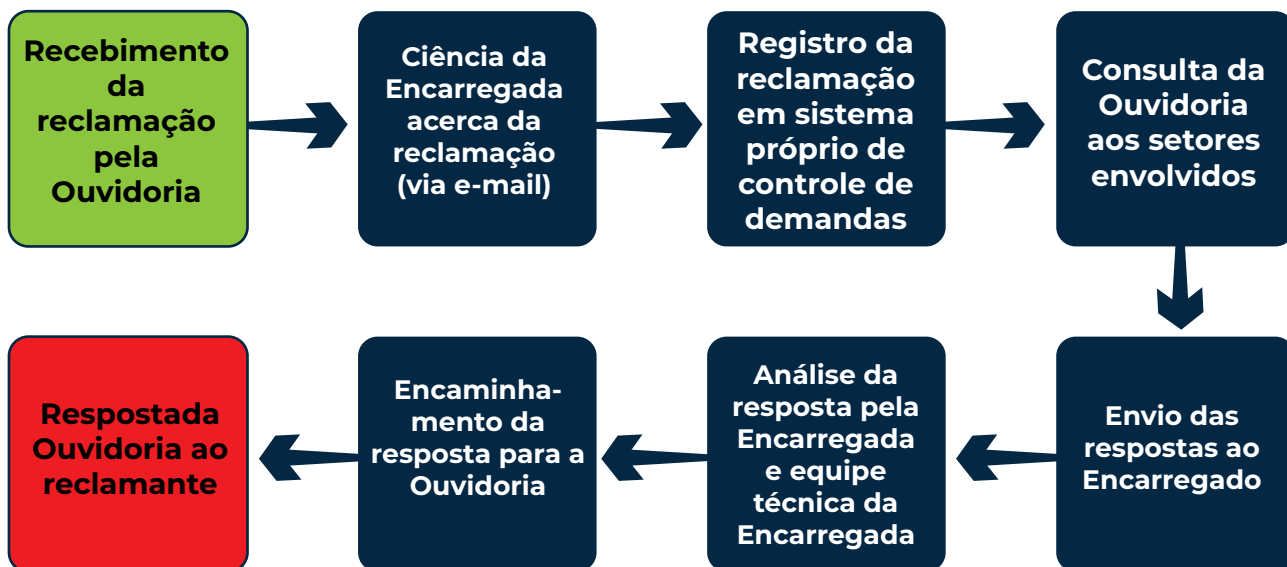 Recebimento
da
reclamação
pela
Ouvidoria
Ciência da
Encarregada
acerca da
reclamação
(via e-mail)
Registro da
reclamação
em sistema
próprio de
controle de
demandas
Consulta da
Ouvidoria
aos setores
envolvidos
Envio das
respostas ao
Encarregado
Análise da
resposta pela
Encarregada
e equipe
técnica da
Encarregada
Encaminha-
mento da
resposta para a
Ouvidoria
Respostada
Ouvidoria ao
reclamante